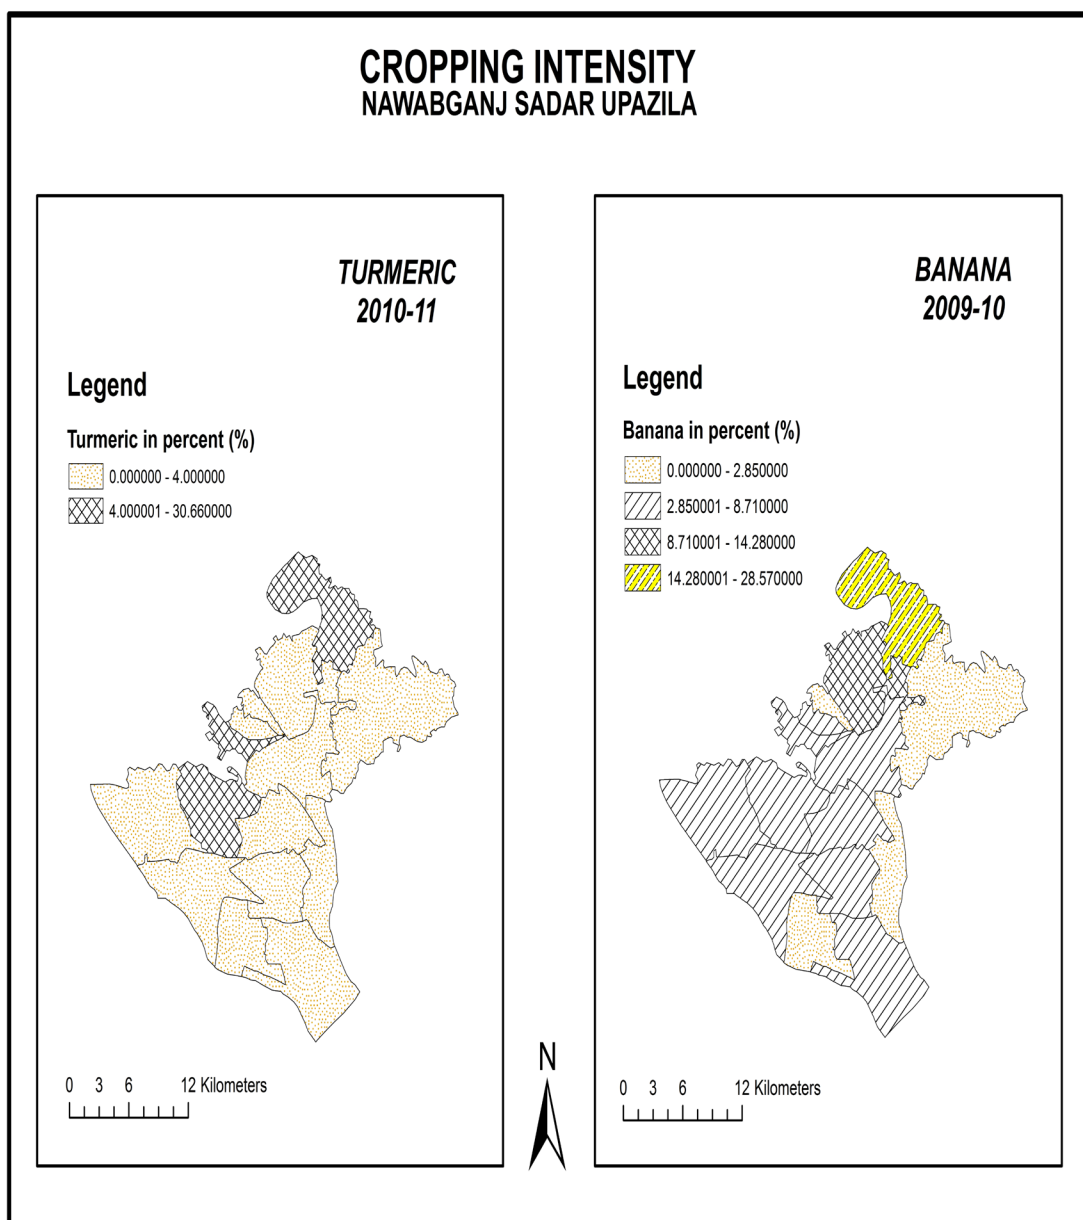 CROPPING INTENSITY
NAWABGANJ SADAR UPAZILA
TURMERIC
2010-11
Legend
Turmeric in percent (%)
0.000000 - 4.000000
4.000001 - 30.660000
0 3 6 12 Kilometers
N
BANANA
2009-10
Legend
Banana in percent (%)
0.000000 - 2.850000
2.850001 - 8.710000
8.710001 - 14.280000
14.280001 - 28.570000
0 3 6 12 Kilometers